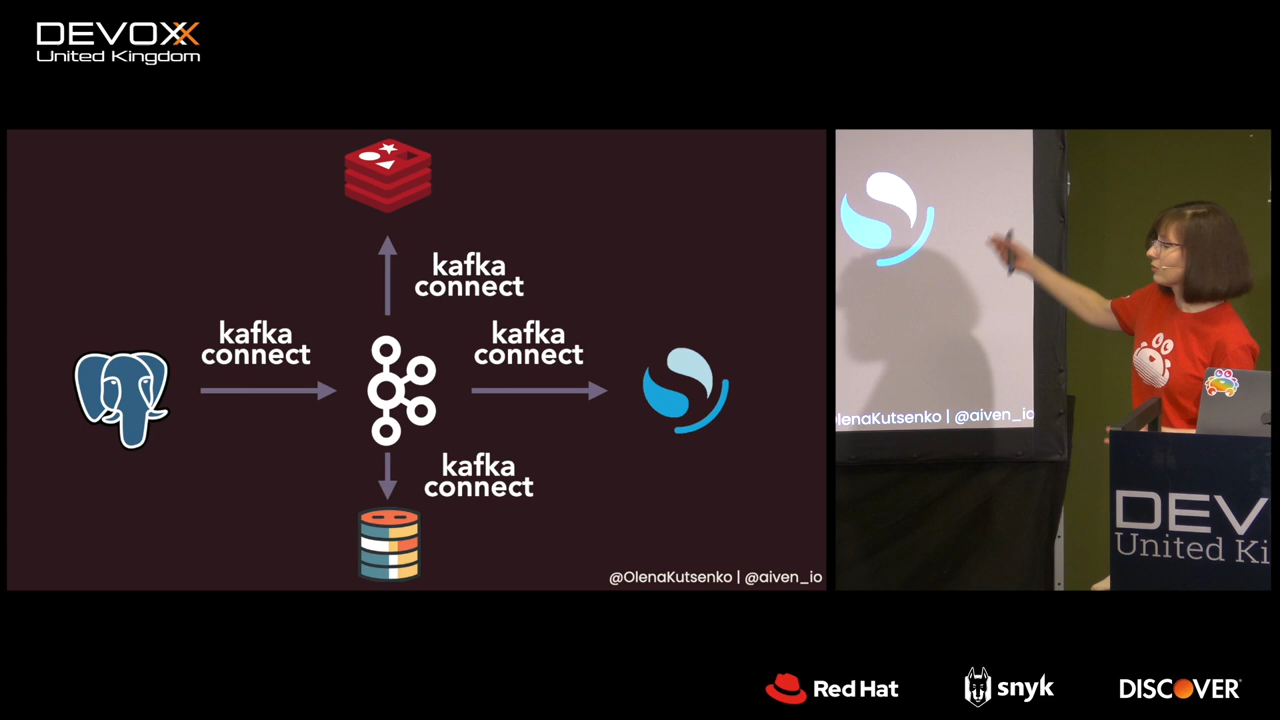 DEVOXX
United Kingdom
kafka
connect
kafka
connect
kafka
connect
kafka
connect
@OlenaKutsenko | @aiven_io
lenaKutsenko | @aiven_io
DEV
United Ki
Red Hat
snyk
DISCOVER